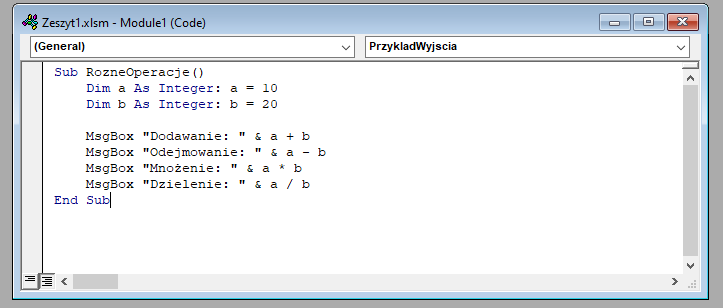 Zeszyt1.xlsm - Module1 (Code)
(General) PrzykladWyjscia
Sub RozneOperacje()
    Dim a As Integer: a = 10
    Dim b As Integer: b = 20

    MsgBox "Dodawanie: " & a + b
    MsgBox "Odejmowanie: " & a - b
    MsgBox "Mnożenie: " & a * b
    MsgBox "Dzielenie: " & a / b
End Sub